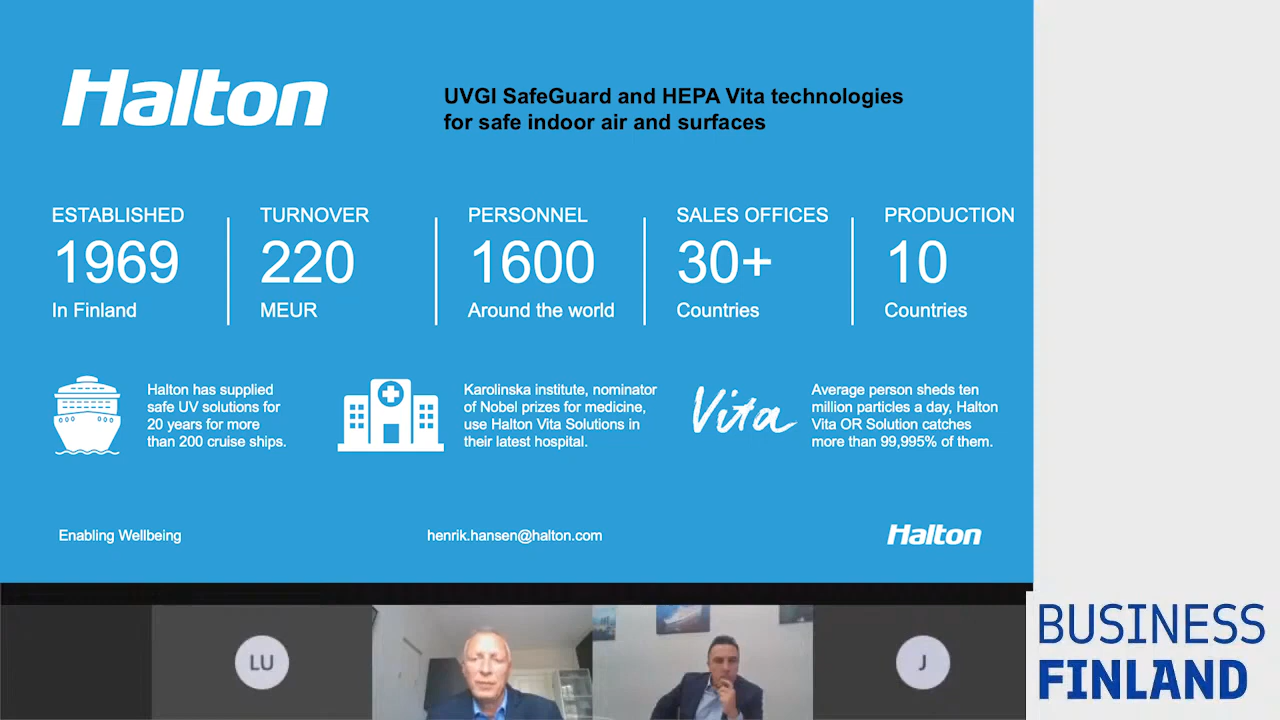 Halton
UVGI SafeGuard and HEPA Vita technologies
for safe indoor air and surfaces
ESTABLISHED
1969
In Finland
TURNOVER
220
MEUR
PERSONNEL
1600
Around the world
SALES OFFICES
30+
Countries
PRODUCTION
10
Countries
Halton has supplied
safe UV solutions for
20 years for more
than 200 cruise ships.
Karolinska institute, nominator
of Nobel prizes for medicine,
use Halton Vita Solutions in
their latest hospital.
Vita
Average person sheds ten
million particles a day, Halton
Vita OR Solution catches
more than 99,995% of them.
Enabling Wellbeing
henrik.hansen@halton.com
Halton
LU
J
BUSINESS
FINLAND